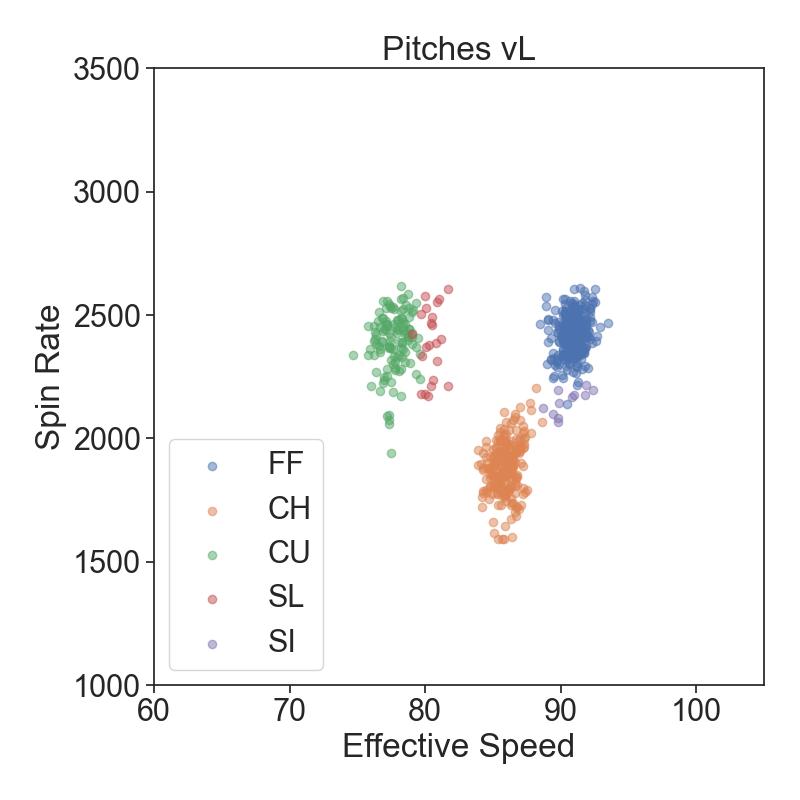 Pitches vL
3500
3000
2500
2000
1500
1000
Spin Rate
FF
CH
CU
SL
SI
60 70 80 90 100
Effective Speed